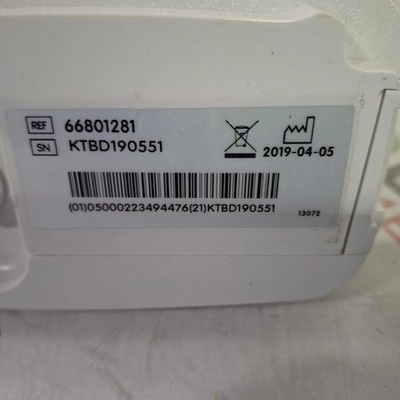 REF 66801281
SN KTBD190551
2019-04-05
(01)05000223494476(21)KTBD190551
13072